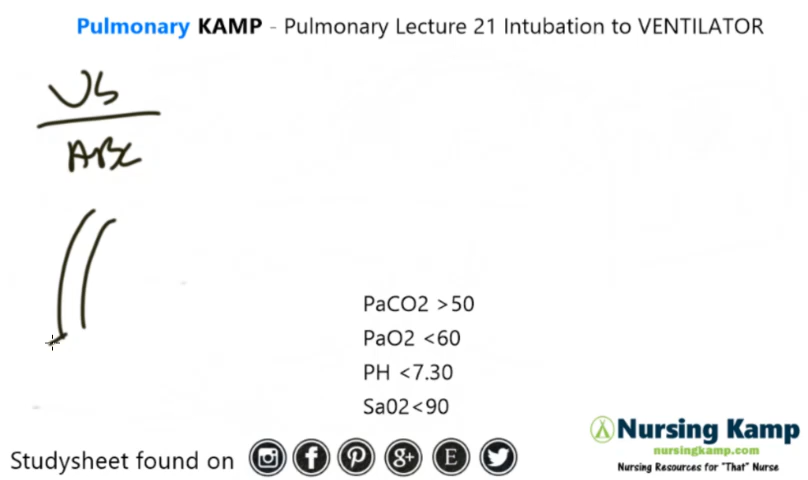 Pulmonary KAMP - Pulmonary Lecture 21 Intubation to VENTILATOR
VS
ABC
PaCO2 >50
PaO2 <60
PH <7.30
Sa02<90
Nursing Kamp
nursingkamp.com
Nursing Resources for "That" Nurse
Studysheet found on